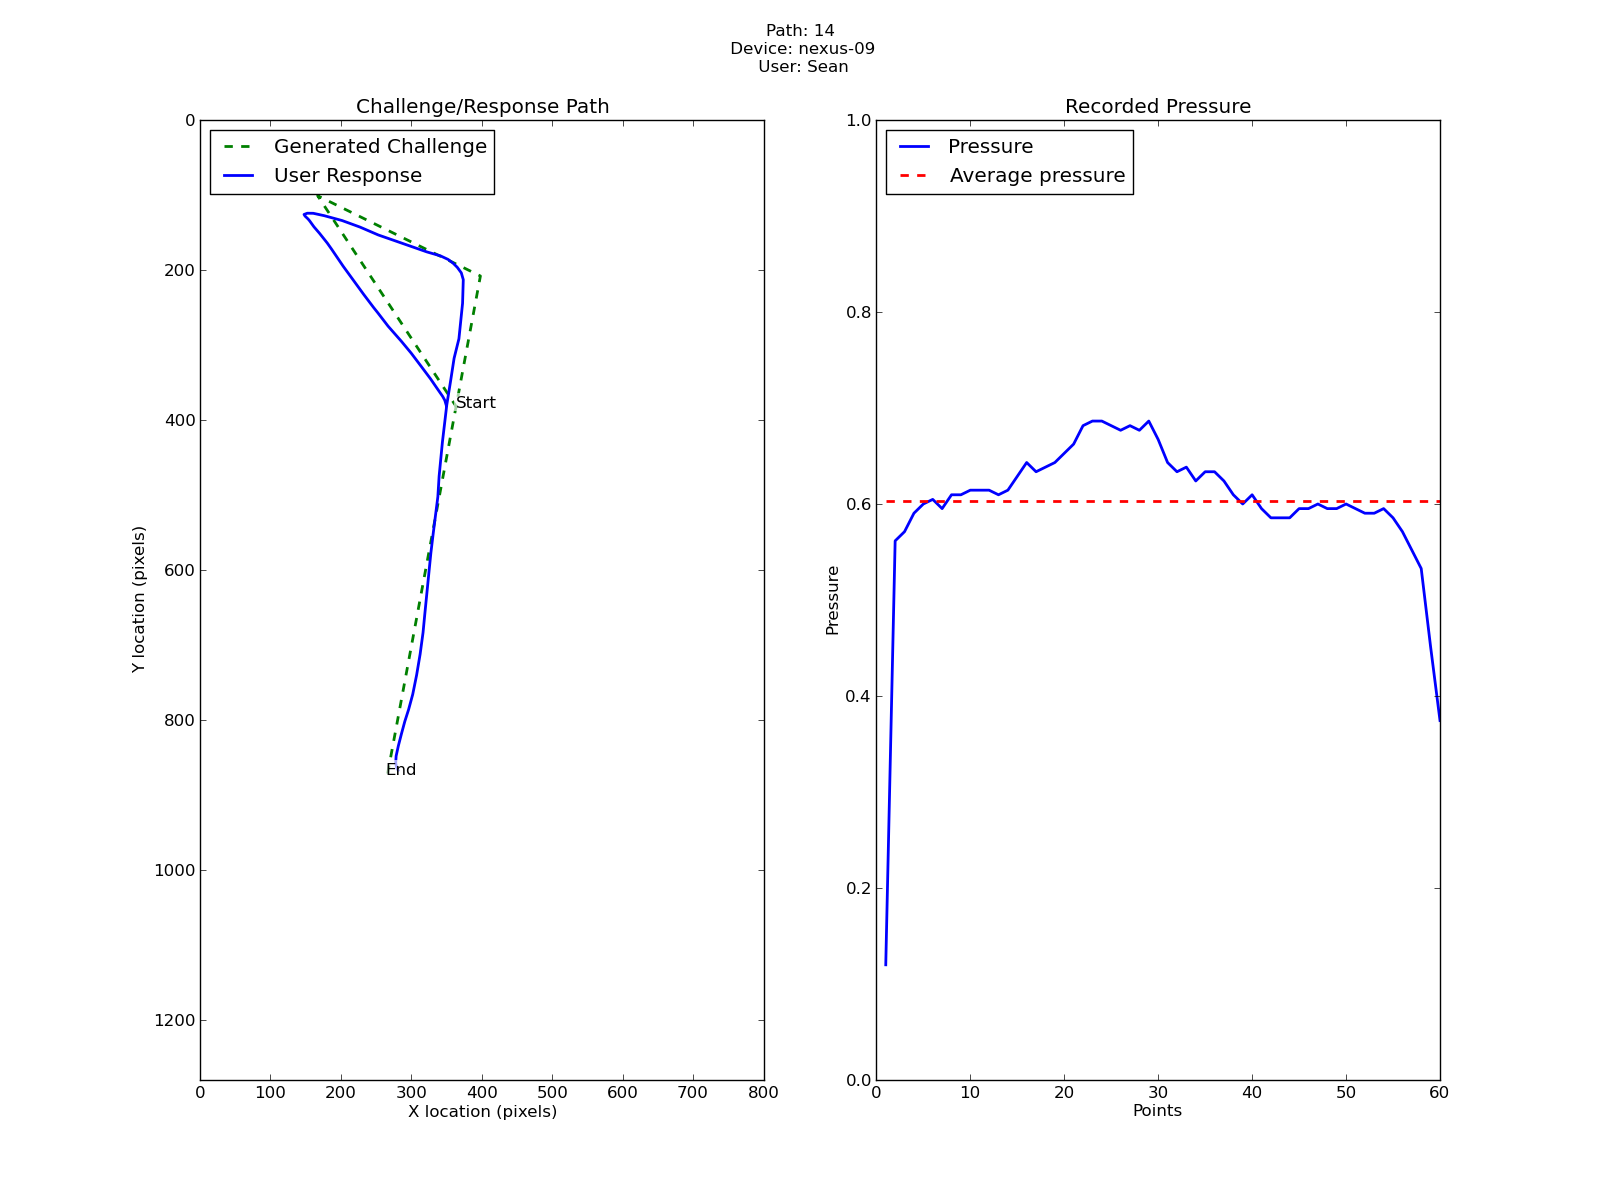 Path: 14
Device: nexus-09
User: Sean
Challenge/Response Path
Generated Challenge
User Response
0
200
400
600
800
1000
1200
Y location (pixels)
Start
End
0 100 200 300 400 500 600 700 800
X location (pixels)
Recorded Pressure
Pressure
Average pressure
1.0
0.8
0.6
0.4
0.2
0.0
Pressure
0 10 20 30 40 50 60
Points